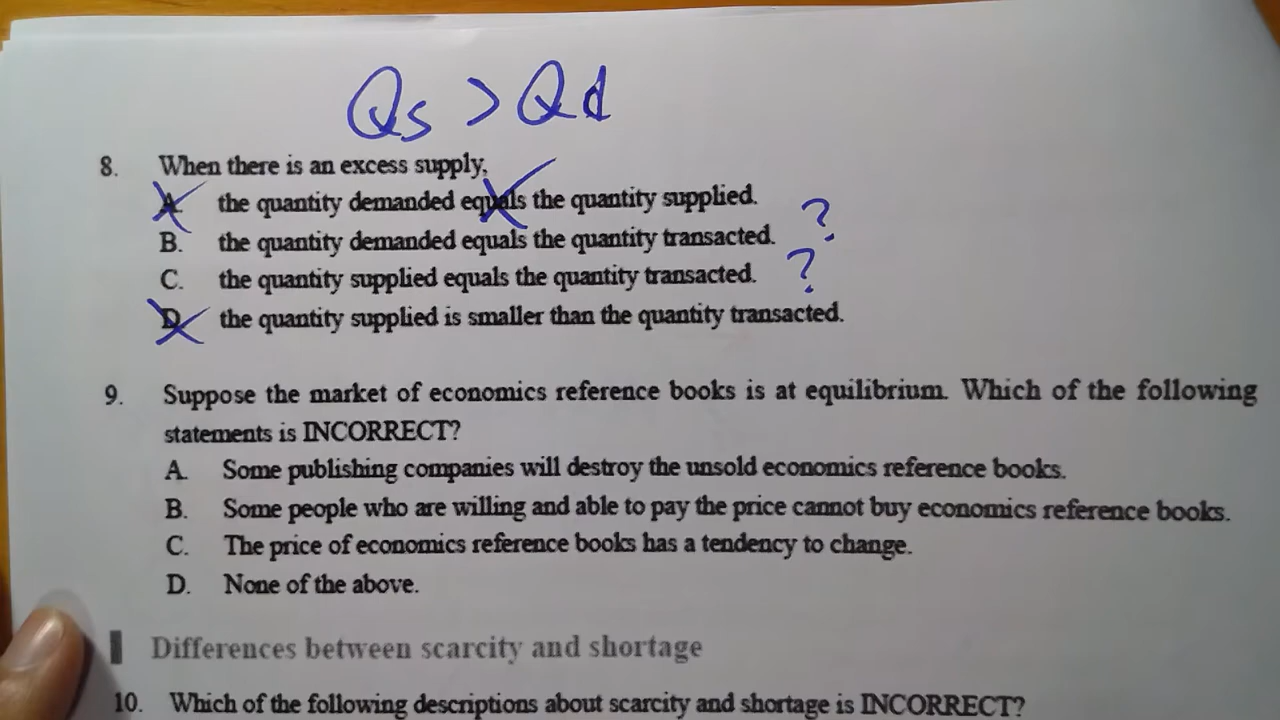 Qs > Qd
8. When there is an excess supply,
A. the quantity demanded equals the quantity supplied.
B. the quantity demanded equals the quantity transacted. ?
C. the quantity supplied equals the quantity transacted. ?
D. the quantity supplied is smaller than the quantity transacted.
9. Suppose the market of economics reference books is at equilibrium. Which of the following
statements is INCORRECT?
A. Some publishing companies will destroy the unsold economics reference books.
B. Some people who are willing and able to pay the price cannot buy economics reference books.
C. The price of economics reference books has a tendency to change.
D. None of the above.
Differences between scarcity and shortage
10. Which of the following descriptions about scarcity and shortage is INCORRECT?